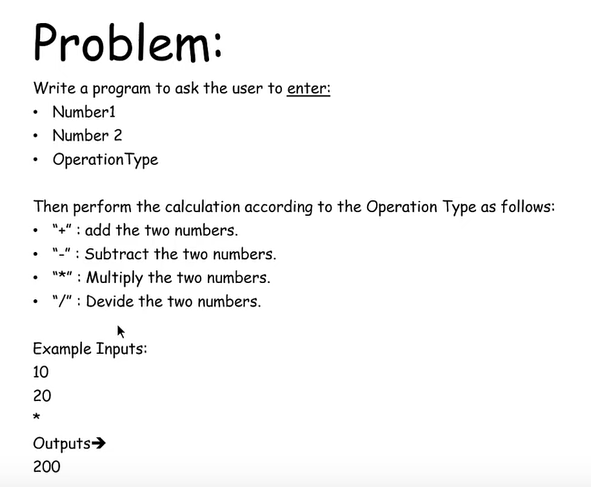 Problem:
Write a program to ask the user to enter:
• Number1
• Number 2
• OperationType
Then perform the calculation according to the Operation Type as follows:
• "+" : add the two numbers.
• "-" : Subtract the two numbers.
• "*" : Multiply the two numbers.
• "/" : Devide the two numbers.
Example Inputs:
10
20
*
Outputs➔
200